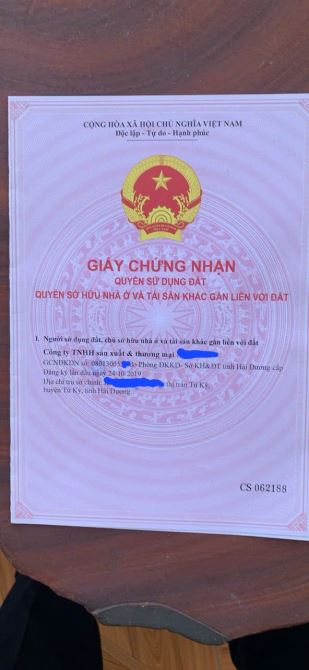 CỘNG HÒA XÃ HỘI CHỦ NGHĨA VIỆT NAM
Độc lập - Tự do - Hạnh phúc
GIẤY CHỨNG NHẬN
QUYỀN SỬ DỤNG ĐẤT
QUYỀN SỞ HỮU NHÀ Ở VÀ TÀI SẢN KHÁC GẮN LIỀN VỚI ĐẤT
I. Người sử dụng đất, chủ sở hữu nhà ở và tài sản khác gắn liền với đất
Công ty TNHH sản xuất & thương mại
GCNĐKDN số: do Phòng ĐKKD- Sở KH&ĐT tỉnh Hải Dương cấp
Đăng ký lần đầu ngày 24-10-2019
Địa chỉ trụ sở chính: thị trấn Tứ Kỳ,
huyện Tứ Kỳ, tỉnh Hải Dương
CS 062188